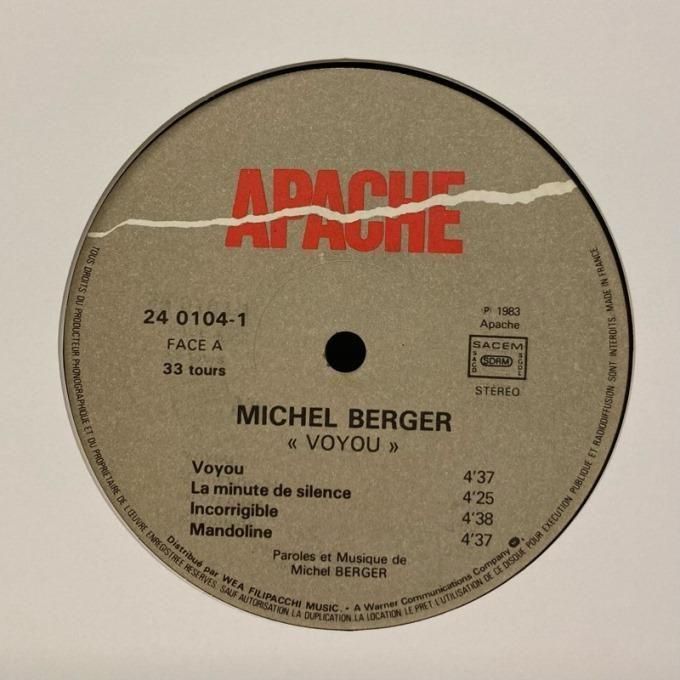 APACHE
24 0104-1
FACE A
33 tours
℗ 1983
Apache
SACEM
SACD
SDRM
SGDL
STÉRÉO
MICHEL BERGER
« VOYOU »
Voyou 4'37
La minute de silence 4'25
Incorrigible 4'38
Mandoline 4'37
Paroles et Musique de
Michel BERGER
Distribué par WEA FILIPACCHI MUSIC. - A Warner Communications Company
TOUS DROITS DU PRODUCTEUR PHONOGRAPHIQUE ET DU PROPRIETAIRE DE L'ŒUVRE ENREGISTREE RESERVES. SAUF AUTORISATION LA DUPLICATION, LA LOCATION, LE PRET, L'UTILISATION DE CE DISQUE POUR EXECUTION PUBLIQUE ET RADIODIFFUSION SONT INTERDITS. MADE IN FRANCE